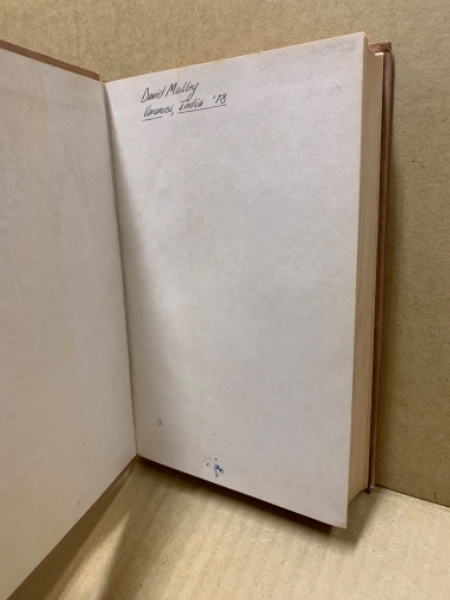 David Malloy
Varanasi, India '78